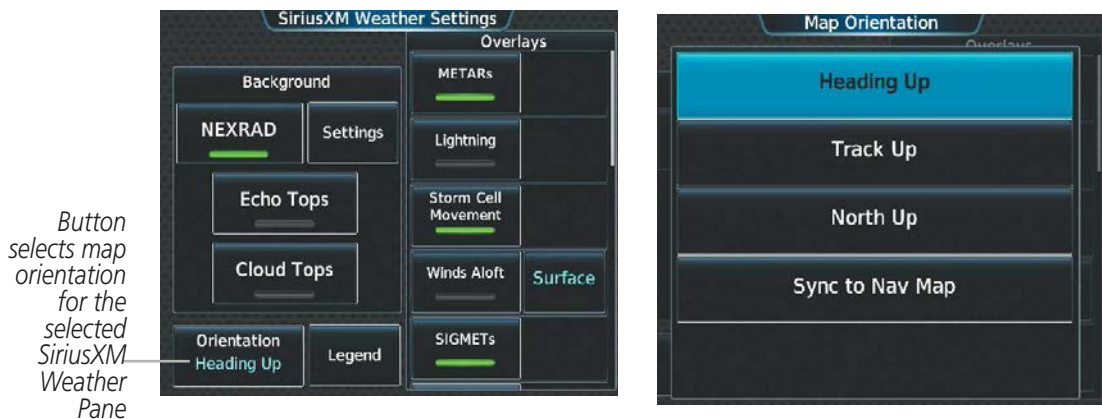 Button
selects map
orientation
for the
selected
SiriusXM
Weather
Pane
SiriusXM Weather Settings
Background
NEXRAD
Settings
Echo Tops
Cloud Tops
Orientation
Heading Up
Legend
Overlays
METARs
Lightning
Storm Cell
Movement
Winds Aloft
Surface
SIGMETs
Map Orientation
Overlays
Heading Up
Track Up
North Up
Sync to Nav Map